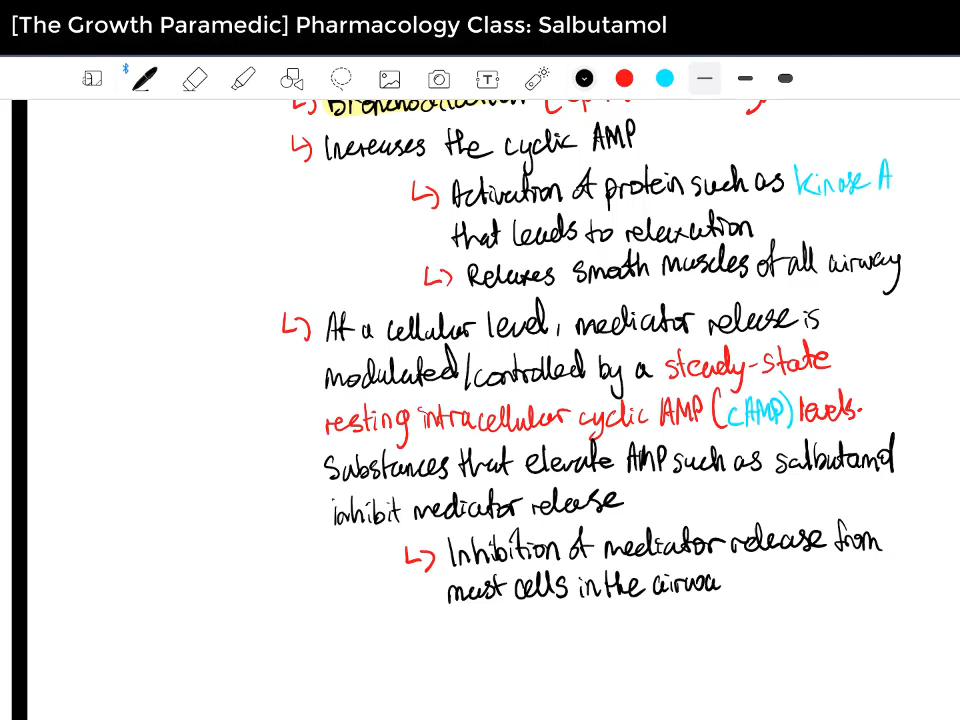 [The Growth Paramedic] Pharmacology Class: Salbutamol
Increases the cyclic AMP
Activation of protein such as kinase A
that leads to relaxation
Relaxes smooth muscles of all airway
At a cellular level, mediator release is
modulated/controlled by a steady-state
resting intracellular cyclic AMP (cAMP) levels.
Substances that elevate AMP such as salbutamol
inhibit mediator release
Inhibition of mediator release from
mast cells in the airwa